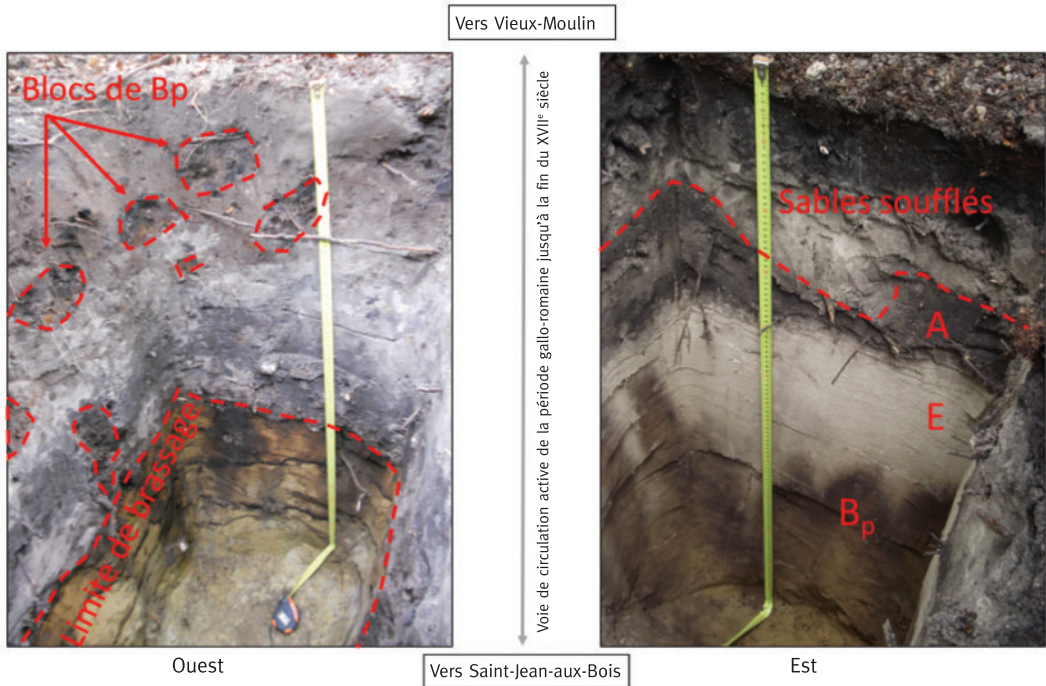 Vers Vieux-Moulin
Blocs de Bp
Limite de brassage
Voie de circulation active de la période gallo-romaine jusqu'à la fin du XVIIᵉ siècle
Sables soufflés
A
E
Bp
Ouest
Vers Saint-Jean-aux-Bois
Est